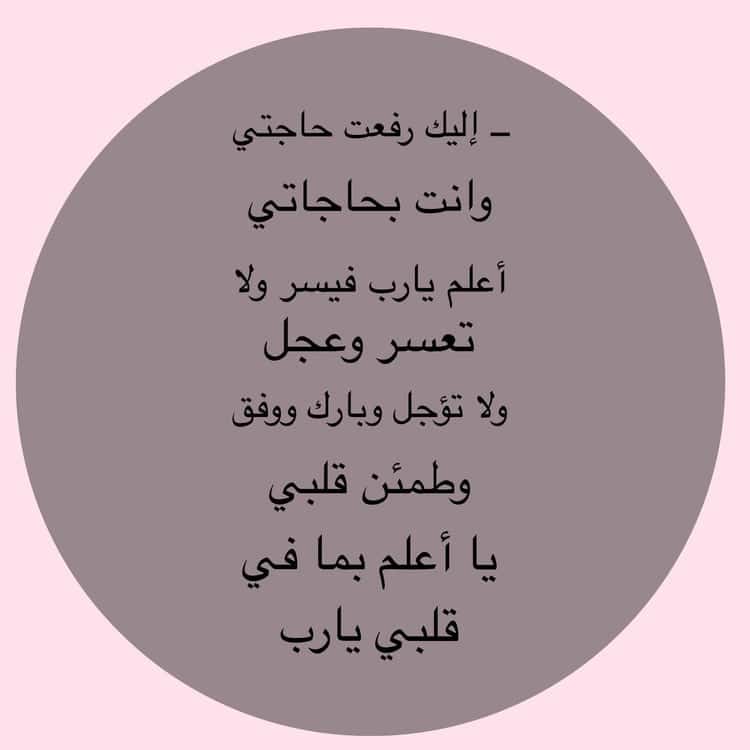 ـ إليك رفعت حاجتي
وانت بحاجاتي
أعلم يارب فيسر ولا
تعسر وعجل
ولا تؤجل وبارك ووفق
وطمئن قلبي
يا أعلم بما في
قلبي يارب